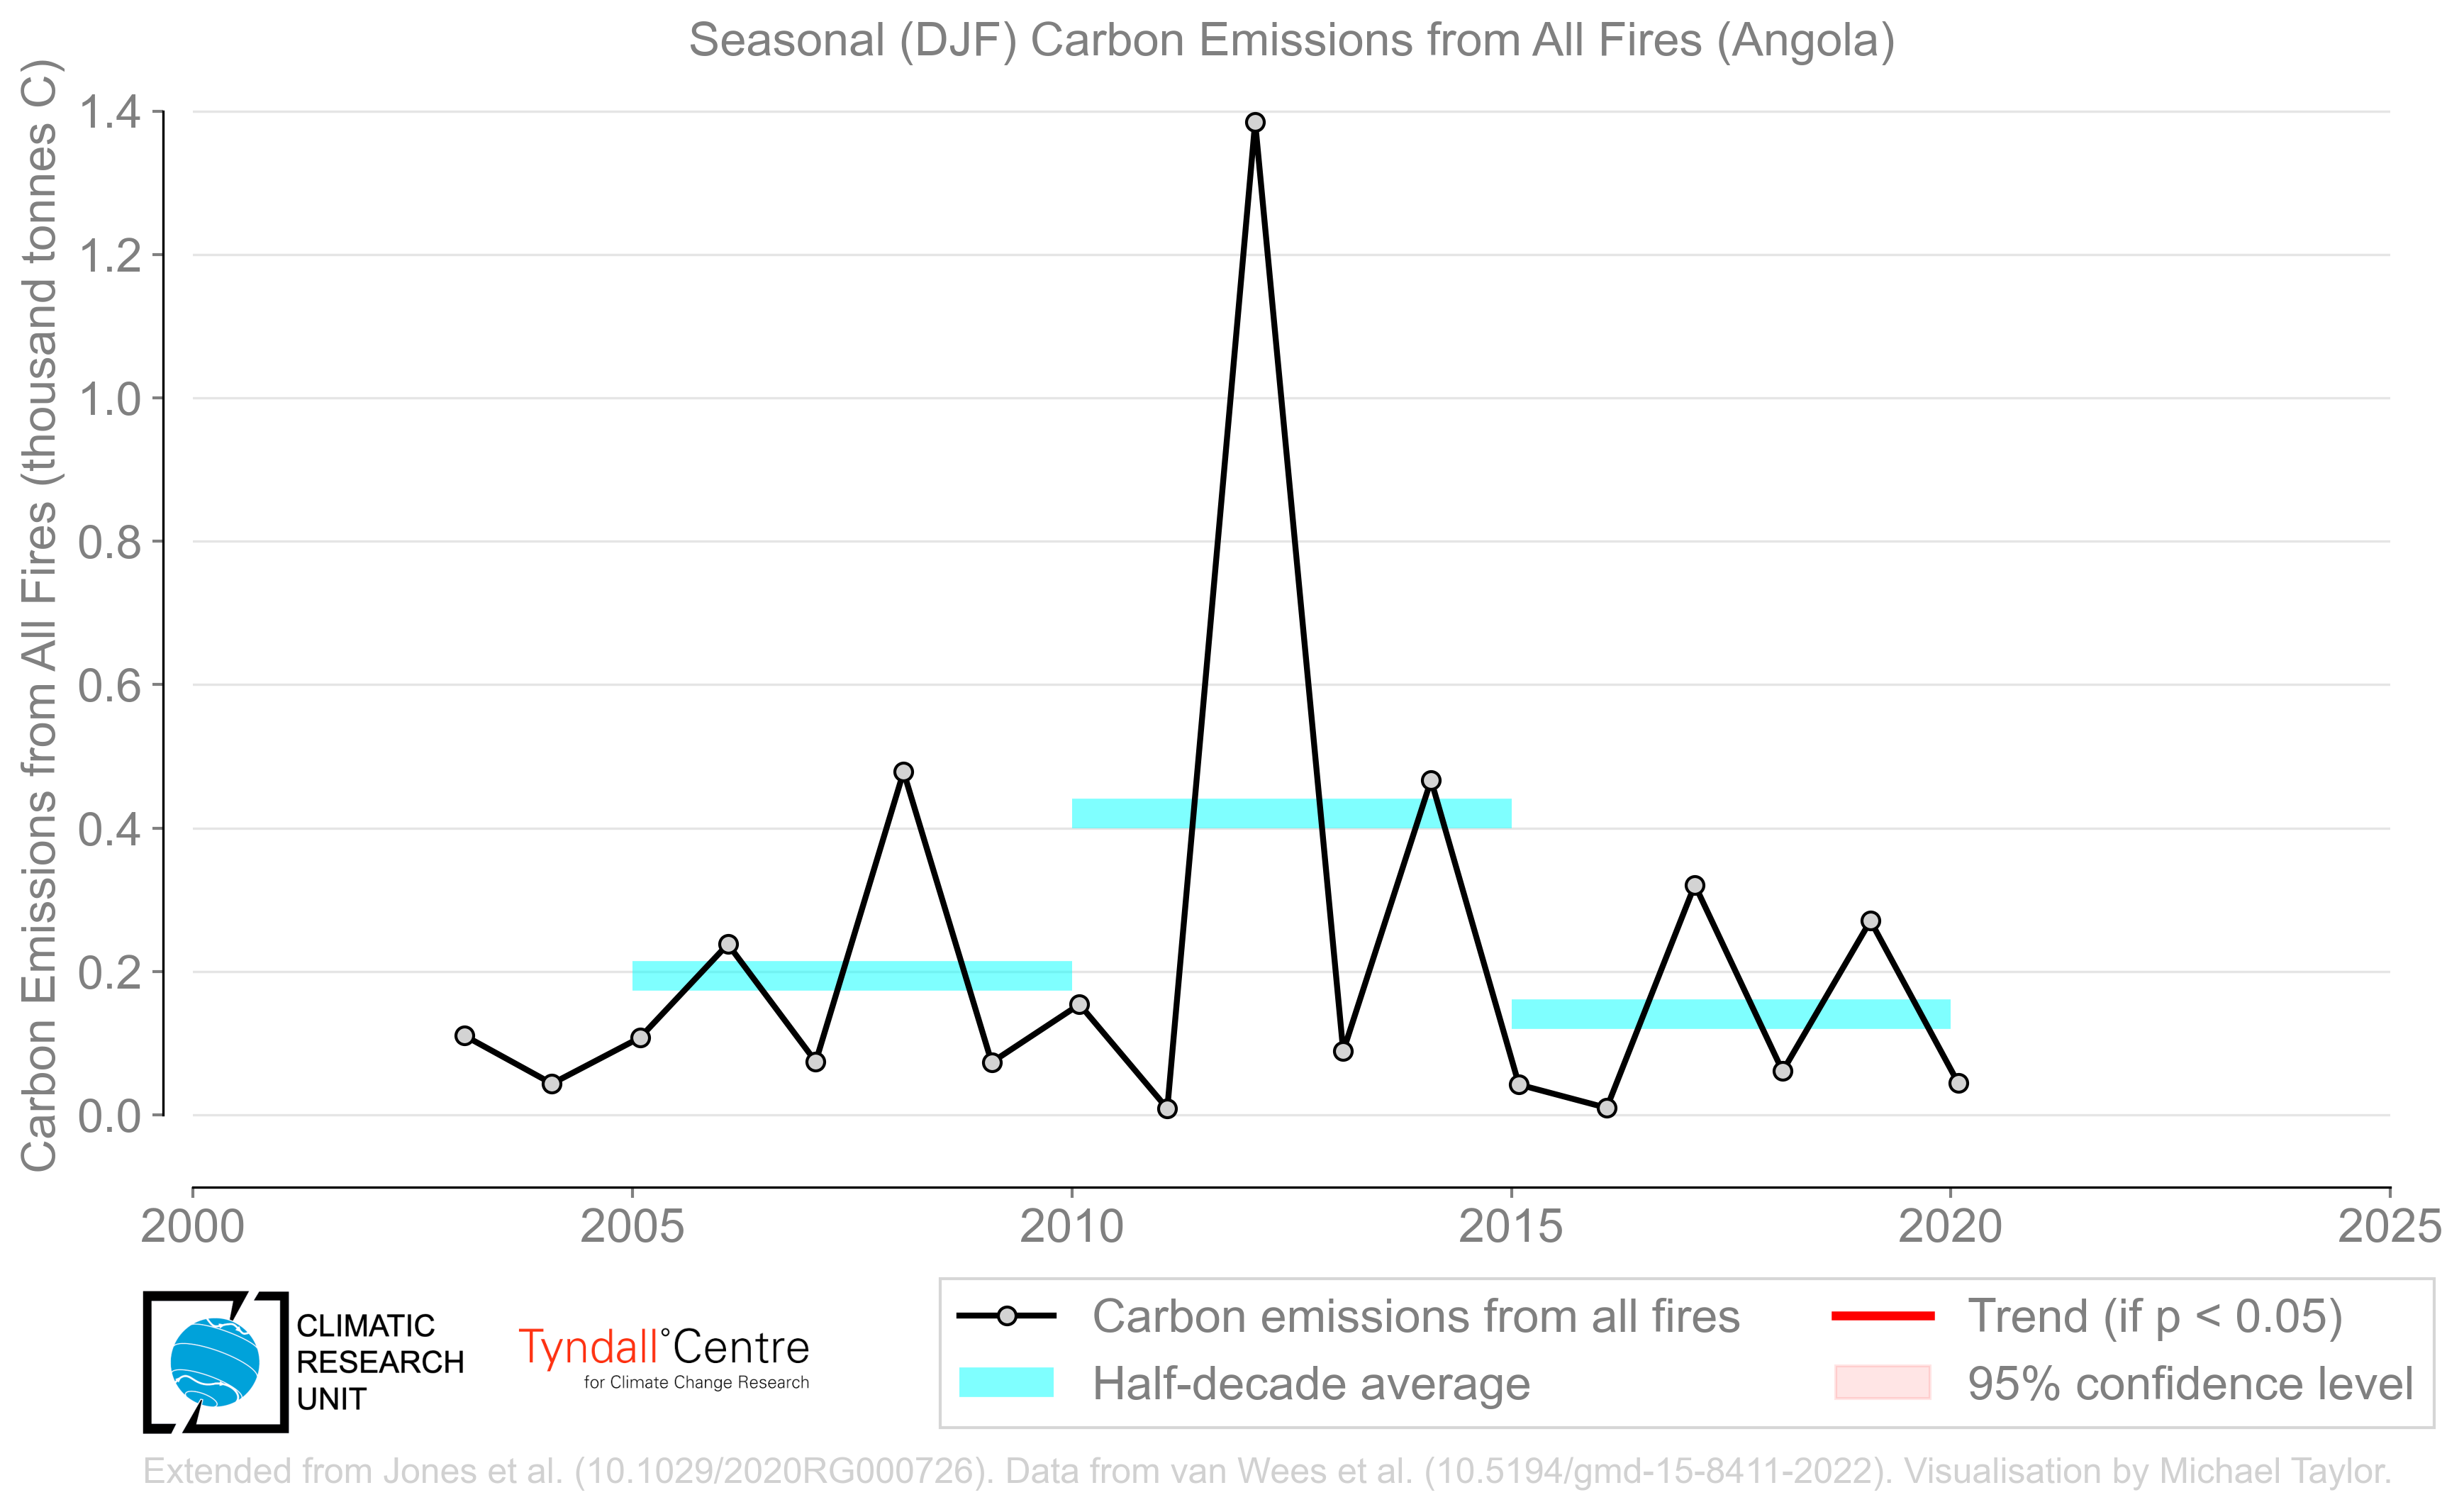 Seasonal (DJF) Carbon Emissions from All Fires (Angola)
Carbon Emissions from All Fires (thousand tonnes C)
1.4
1.2
1.0
0.8
0.6
0.4
0.2
0.0
2000 2005 2010 2015 2020 2025
CLIMATIC
RESEARCH
UNIT
Tyndall°Centre
for Climate Change Research
Carbon emissions from all fires
Half-decade average
Trend (if p < 0.05)
95% confidence level
Extended from Jones et al. (10.1029/2020RG000726). Data from van Wees et al. (10.5194/gmd-15-8411-2022). Visualisation by Michael Taylor.